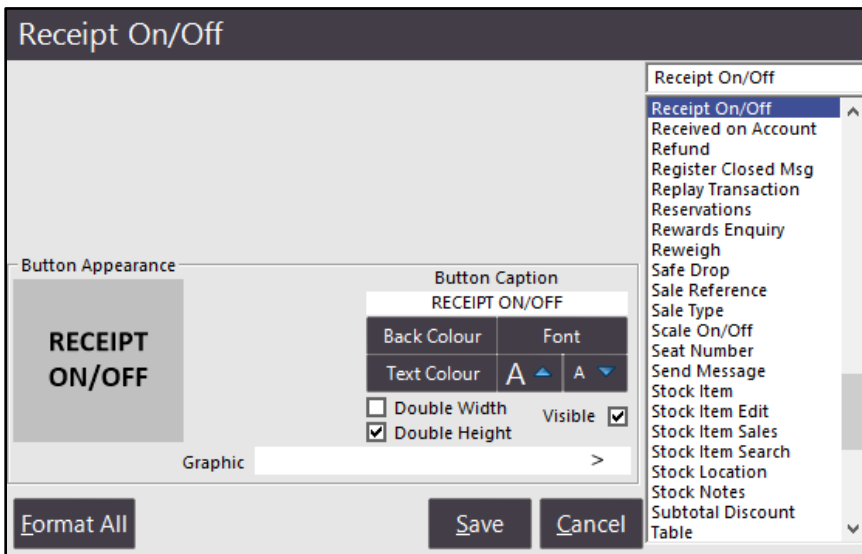 Receipt On/Off
Receipt On/Off
Receipt On/Off
Received on Account
Refund
Register Closed Msg
Replay Transaction
Reservations
Rewards Enquiry
Reweigh
Safe Drop
Sale Reference
Sale Type
Scale On/Off
Seat Number
Send Message
Stock Item
Stock Item Edit
Stock Item Sales
Stock Item Search
Stock Location
Stock Notes
Subtotal Discount
Table
Button Appearance
RECEIPT
ON/OFF
Button Caption
RECEIPT ON/OFF
Back Colour Font
Text Colour A A
Double Width
Visible
Double Height
Graphic >
Format All Save Cancel